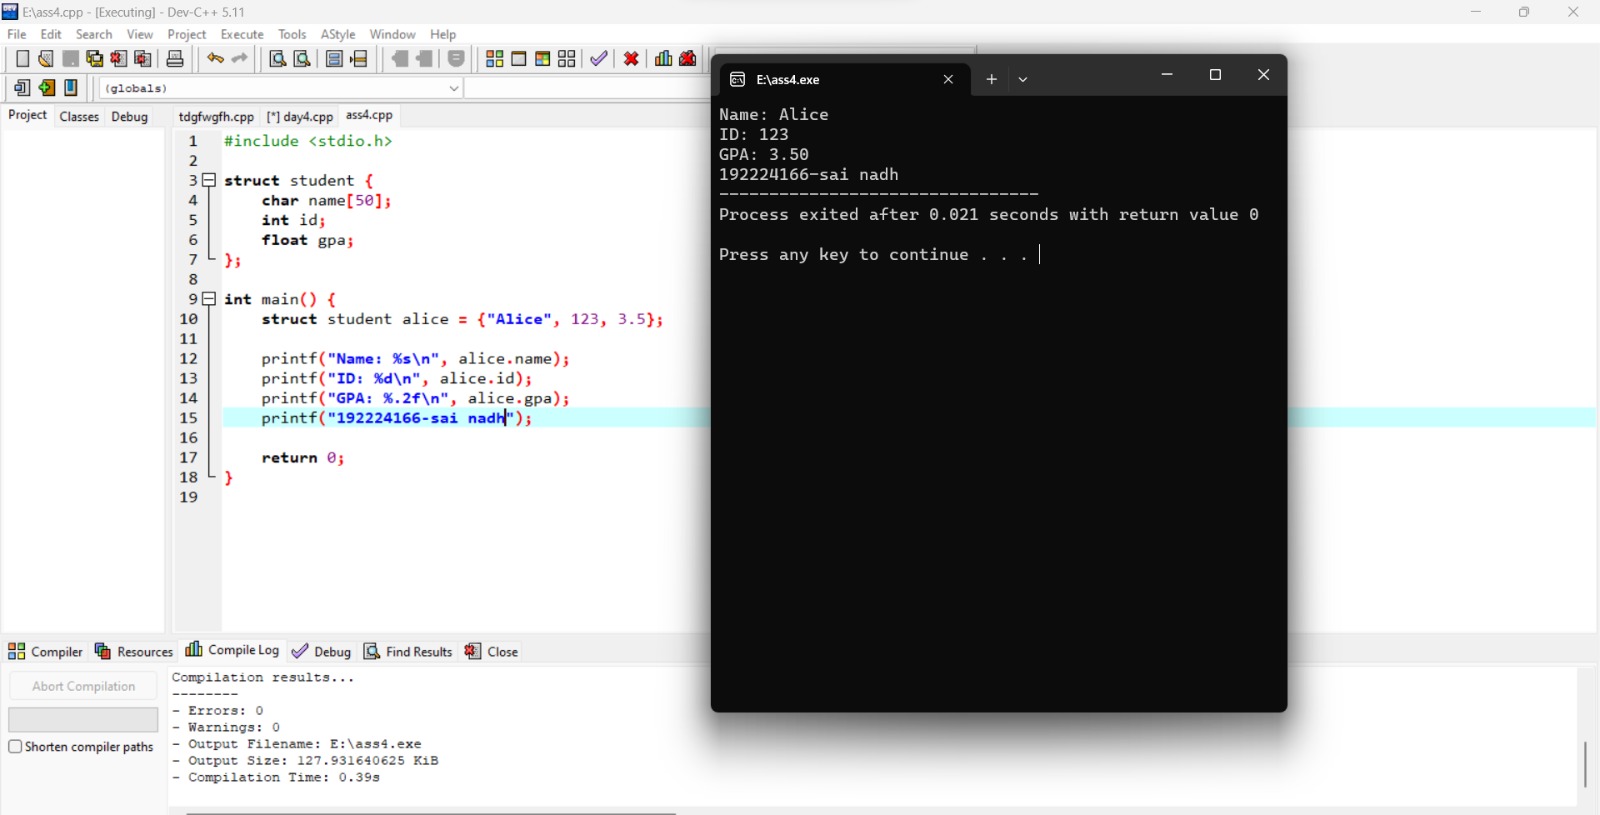 E:\ass4.cpp - [Executing] - Dev-C++ 5.11
File Edit Search View Project Execute Tools AStyle Window Help
(globals)
Project Classes Debug
tdgfwgfh.cpp [*] day4.cpp ass4.cpp
1 #include <stdio.h>
2
3 struct student {
4 char name[50];
5 int id;
6 float gpa;
7 };
8
9 int main() {
10 struct student alice = {"Alice", 123, 3.5};
11
12 printf("Name: %s\n", alice.name);
13 printf("ID: %d\n", alice.id);
14 printf("GPA: %.2f\n", alice.gpa);
15 printf("192224166-sai nadh");
16
17 return 0;
18 }
19
E:\ass4.exe
Name: Alice
ID: 123
GPA: 3.50
192224166-sai nadh
--------------------------------
Process exited after 0.021 seconds with return value 0
Press any key to continue . . .
Compiler Resources Compile Log Debug Find Results Close
Abort Compilation
Shorten compiler paths
Compilation results...
--------
- Errors: 0
- Warnings: 0
- Output Filename: E:\ass4.exe
- Output Size: 127.931640625 KiB
- Compilation Time: 0.39s